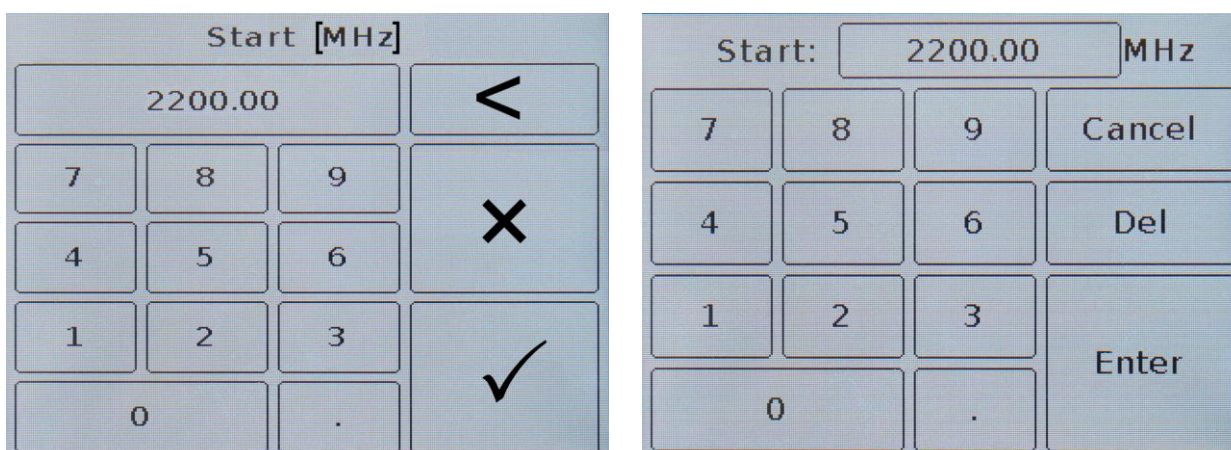 Start [MHz]
2200.00 <
7 8 9
×
4 5 6
1 2 3
✓
0 .
Start: 2200.00 MHz
7 8 9 Cancel
4 5 6 Del
1 2 3
Enter
0 .